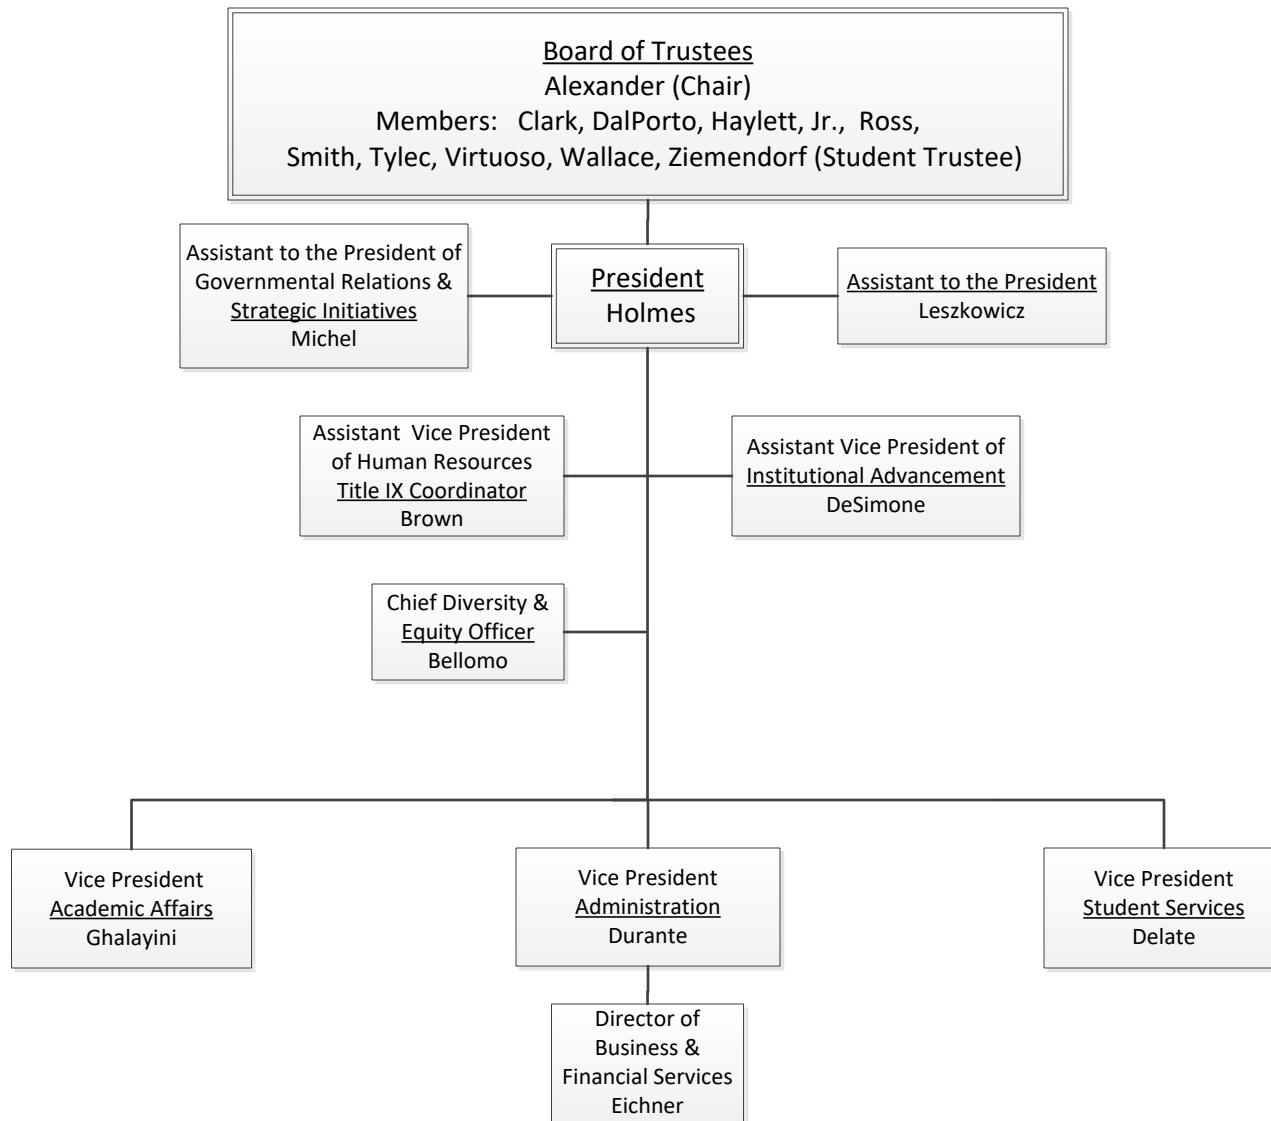 Board of Trustees
Alexander (Chair)
Members: Clark, DalPorto, Haylett, Jr., Ross,
Smith, Tylec, Virtuoso, Wallace, Ziemendorf (Student Trustee)
Assistant to the President of
Governmental Relations &
Strategic Initiatives
Michel
President
Holmes
Assistant to the President
Leszkowicz
Assistant Vice President
of Human Resources
Title IX Coordinator
Brown
Assistant Vice President of
Institutional Advancement
DeSimone
Chief Diversity &
Equity Officer
Bellomo
Vice President
Academic Affairs
Ghalayini
Vice President
Administration
Durante
Vice President
Student Services
Delate
Director of
Business &
Financial Services
Eichner